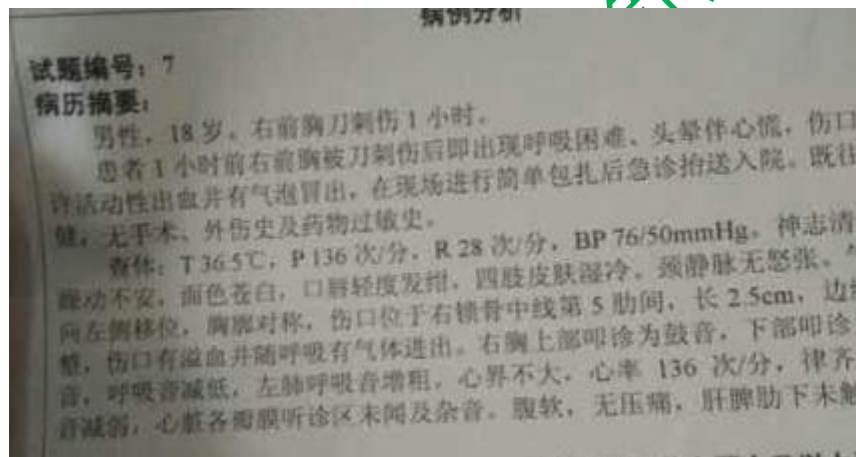 病例分析
试题编号：7
病历摘要：
男性，18岁。右前胸刀刺伤1小时。
患者1小时前右前胸被刀刺伤后即出现呼吸困难、头晕伴心慌，伤口
许活动性出血并有气泡冒出，在现场进行简单包扎后急诊抬送入院。既往
健，无手术、外伤史及药物过敏史。
查体：T 36.5℃，P 136 次/分，R 28 次/分，BP 76/50mmHg。神志清
躁动不安，面色苍白，口唇轻度发绀，四肢皮肤湿冷。颈静脉无怒张，
向左侧移位，胸廓对称，伤口位于右锁骨中线第 5 肋间，长 2.5cm，边缘
整，伤口有溢血并随呼吸有气体进出。右胸上部叩诊为鼓音，下部叩诊
音，呼吸音减低，左肺呼吸音增粗，心界不大，心率 136 次/分，律齐
音减弱，心脏各瓣膜听诊区未闻及杂音。腹软，无压痛，肝脾肋下未触